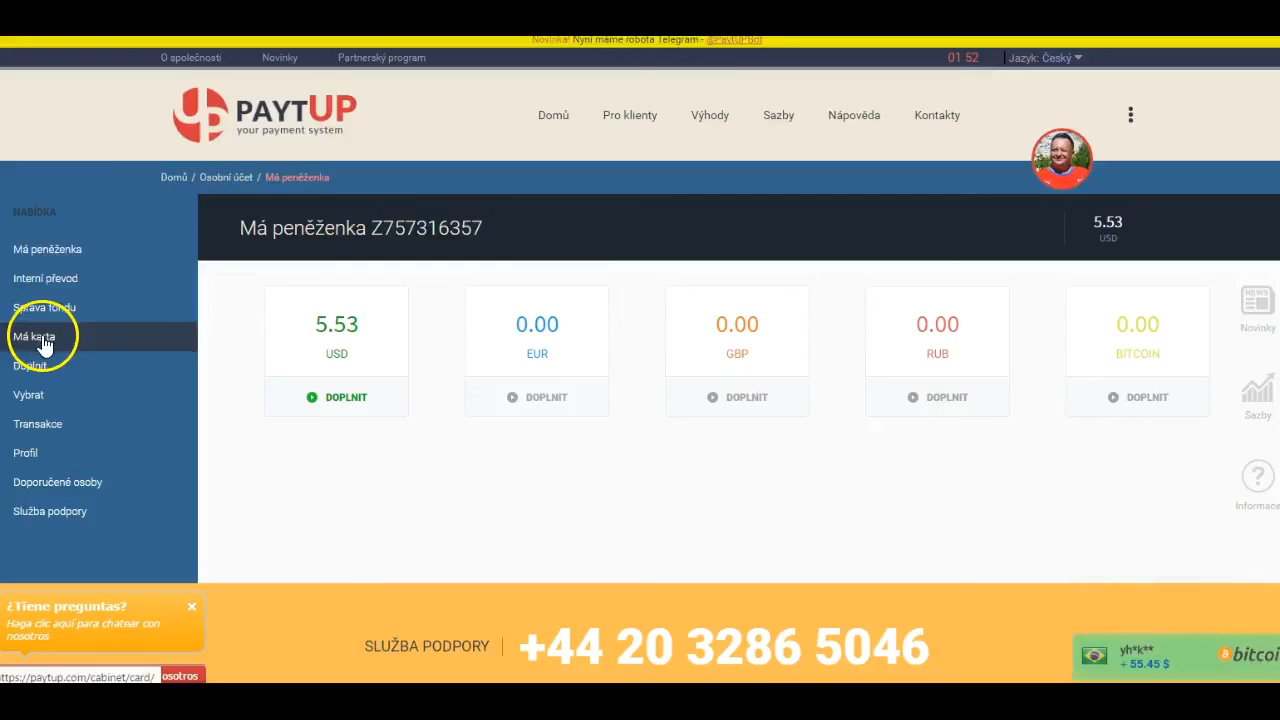 Novinka! Nyní máme robota Telegram - @PaytUPBot
O společnosti Novinky Partnerský program 01 52 Jazyk: Český
PAYTUP
your payment system
Domů Pro klienty Výhody Sazby Nápověda Kontakty
Domů / Osobní účet / Má peněženka
NABÍDKA
Má peněženka
Interní převod
Správa fondu
Má karta
Doplnit
Vybrat
Transakce
Profil
Doporučené osoby
Služba podpory
Má peněženka Z757316357
5.53
USD
5.53 0.00 0.00 0.00 0.00
USD EUR GBP RUB BITCOIN
DOPLNIT DOPLNIT DOPLNIT DOPLNIT DOPLNIT
NEWS
Novinky
Sazby
?
Informace
¿Tiene preguntas?
Haga clic aquí para chatear con
nosotros
SLUŽBA PODPORY +44 20 3286 5046
yh*k**
+ 55.45 $
bitcoi
ttps://paytup.com/cabinet/card/ osotros